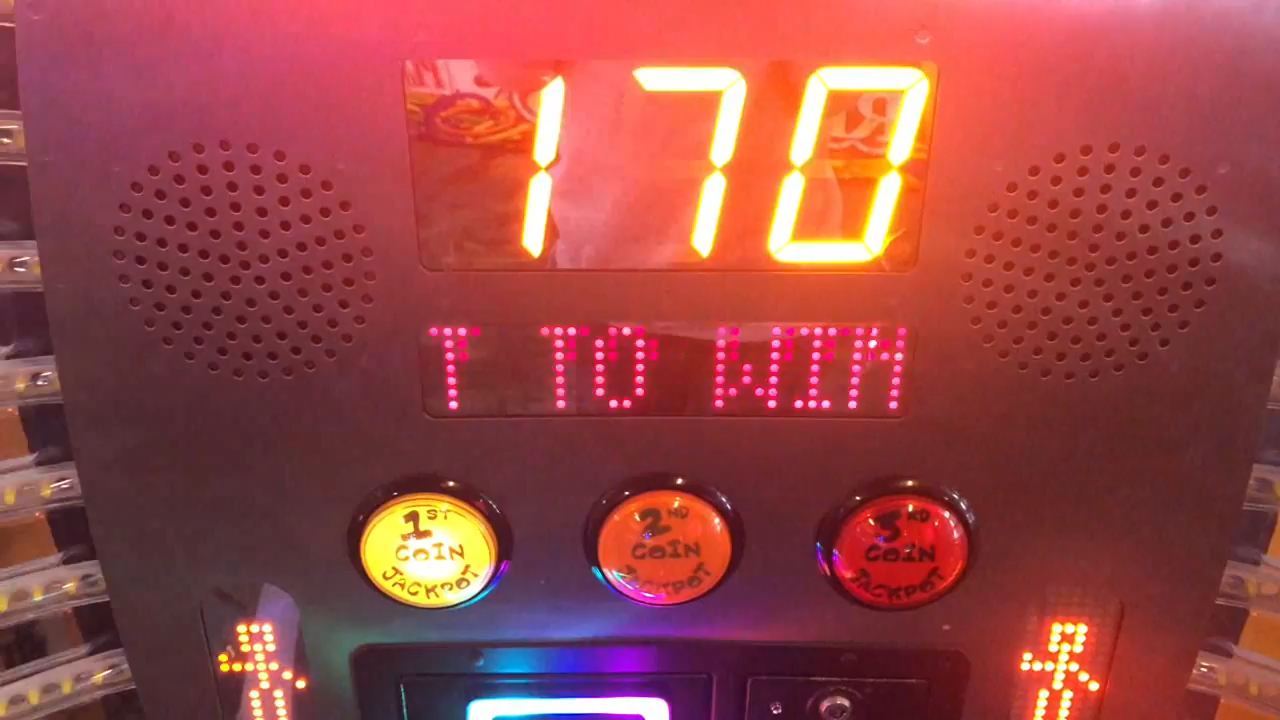 170
T TO WIN
1ST COIN JACKPOT
2ND COIN JACKPOT
3RD COIN JACKPOT